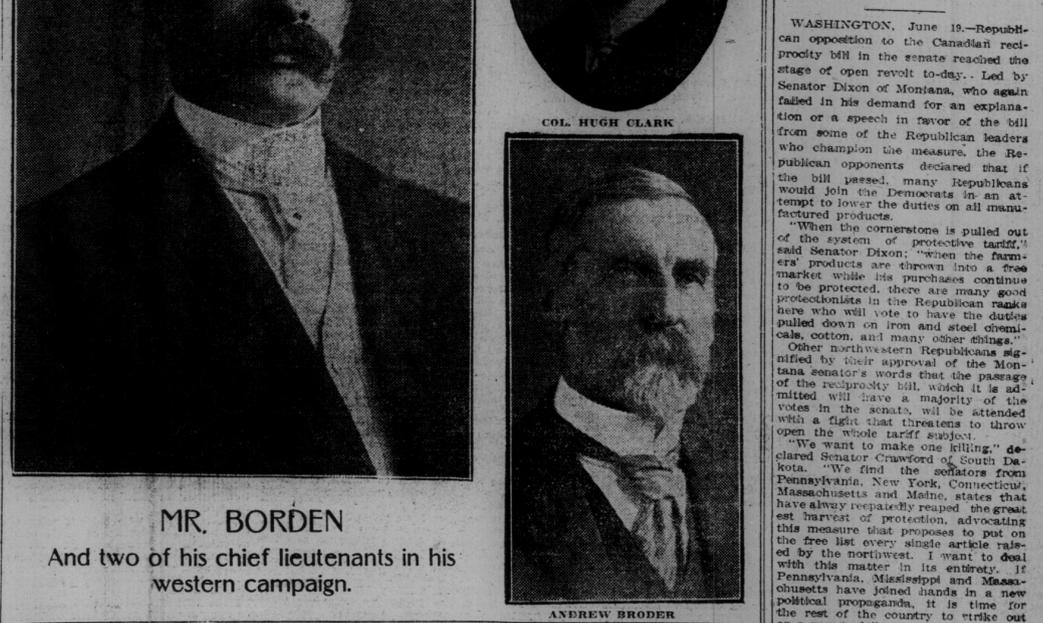 MR. BORDEN
And two of his chief lieutenants in his
western campaign.
COL. HUGH CLARK
ANDREW BRODER
WASHINGTON, June 19.—Republi-
can opposition to the Canadian reci-
procity bill in the senate reached the
stage of open revolt to-day. Led by
Senator Dixon of Montana, who again
failed in his demand for an explana-
tion or a speech in favor of the bill
from some of the Republican leaders
who champion the measure, the Re-
publican opponents declared that if
the bill passed, many Republicans
would join the Democrats in an at-
tempt to lower the duties on all manu-
factured products.
"When the cornerstone is pulled out
of the system of protective tariff,"
said Senator Dixon; "when the farm-
ers' products are thrown into a free
market while his purchases continue
to be protected, there are many good
protectionists in the Republican ranks
here who will vote to have the duties
pulled down on iron and steel chemi-
cals, cotton, and many other things."
Other northwestern Republicans sig-
nified by their approval of the Mon-
tana senator's words that the passage
of the reciprocity bill, which it is ad-
mitted will have a majority of the
votes in the senate, wil be attended
with a fight that threatens to throw
open the whole tariff subject.
"We want to make one killing," de-
clared Senator Crawford of South Da-
kota. "We find the senators from
Pennsylvania, New York, Connecticut,
Massachusetts and Maine, states that
have alway repeatedly reaped the great
est harvest of protection, advocating
this measure that proposes to put on
the free list every single article rais-
ed by the northwest. I want to deal
with this matter in its entirety. If
Pennsylvania, Mississippi and Massa-
chusetts have joined hands in a new
political propaganda, it is time for
the rest of the country to strike out